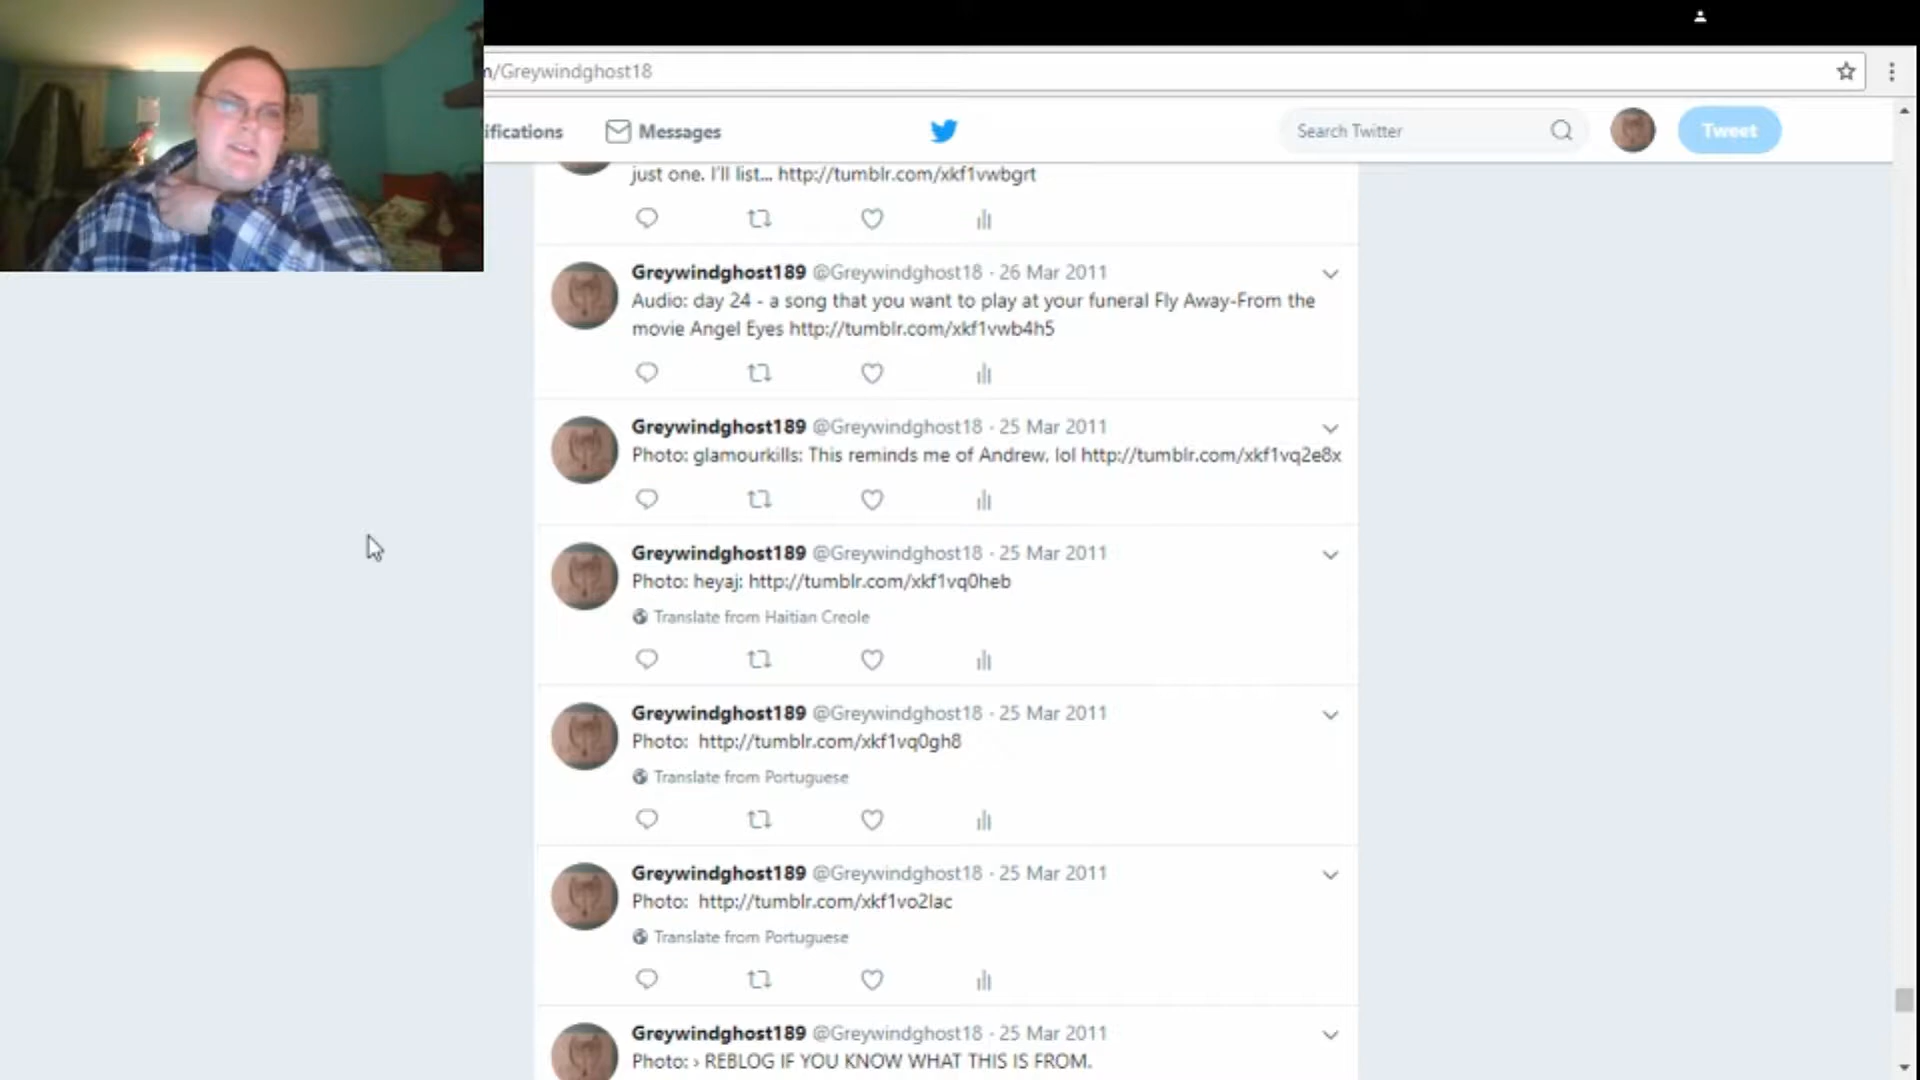 /Greywindghost18
ifications
Messages
Search Twitter
Tweet
just one. I'll list... http://tumblr.com/xkf1vwbgrt
Greywindghost189 @Greywindghost18 · 26 Mar 2011
Audio: day 24 - a song that you want to play at your funeral Fly Away-From the
movie Angel Eyes http://tumblr.com/xkf1vwb4h5
Greywindghost189 @Greywindghost18 · 25 Mar 2011
Photo: glamourkills: This reminds me of Andrew. lol http://tumblr.com/xkf1vq2e8x
Greywindghost189 @Greywindghost18 · 25 Mar 2011
Photo: heyaj: http://tumblr.com/xkf1vq0heb
Translate from Haitian Creole
Greywindghost189 @Greywindghost18 · 25 Mar 2011
Photo: http://tumblr.com/xkf1vq0gh8
Translate from Portuguese
Greywindghost189 @Greywindghost18 · 25 Mar 2011
Photo: http://tumblr.com/xkf1vo2lac
Translate from Portuguese
Greywindghost189 @Greywindghost18 · 25 Mar 2011
Photo: › REBLOG IF YOU KNOW WHAT THIS IS FROM.